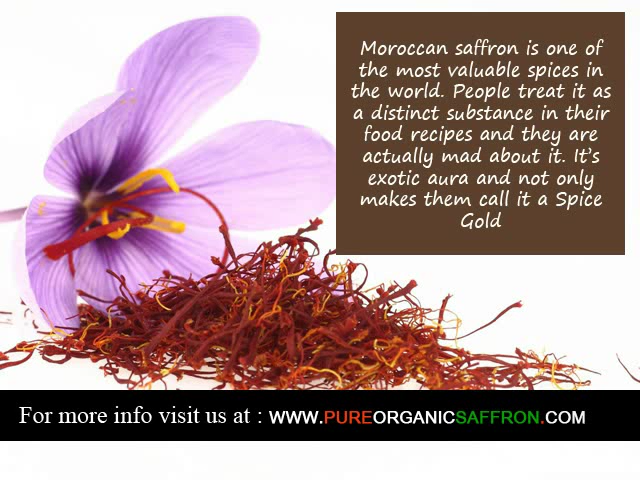 Moroccan saffron is one of
the most valuable spices in
the world. People treat it as
a distinct substance in their
food recipes and they are
actually mad about it. It's
exotic aura and not only
makes them call it a Spice
Gold
For more info visit us at : WWW.PUREORGANICSAFFRON.COM